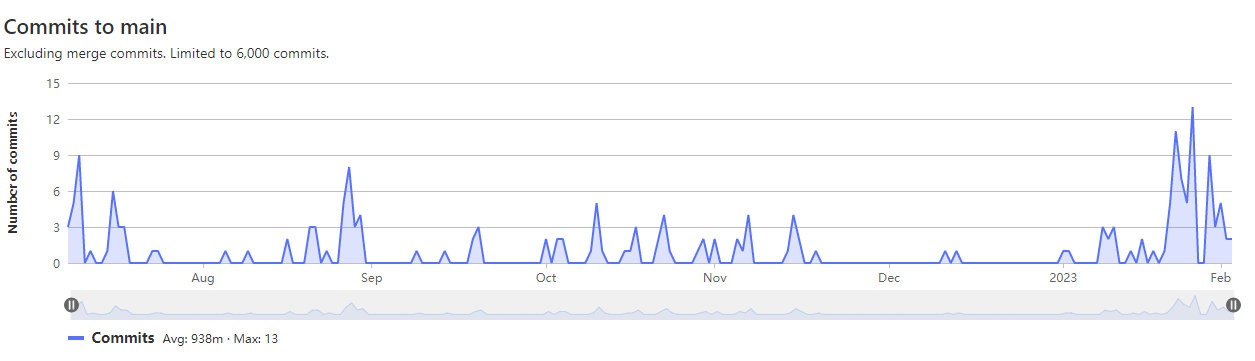 Commits to main
Excluding merge commits. Limited to 6,000 commits.
Number of commits
15
12
9
6
3
0
Aug Sep Oct Nov Dec 2023 Feb
Commits Avg: 938m · Max: 13